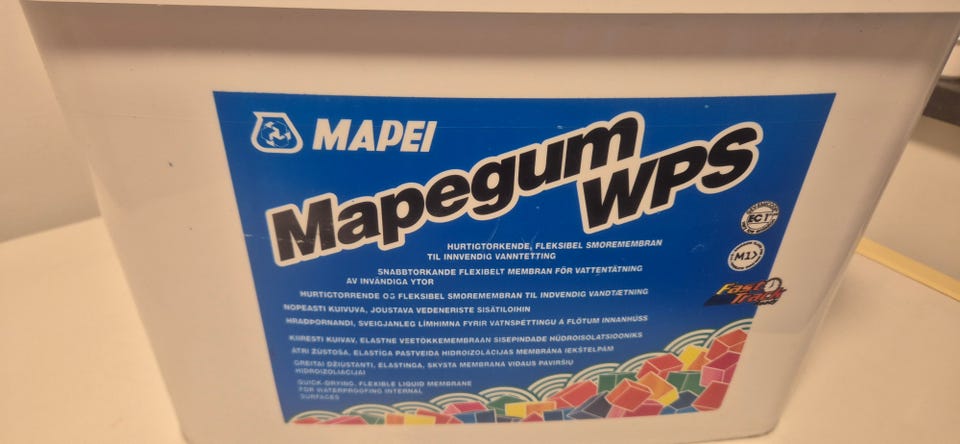 MAPEI
Mapegum
WPS
HURTIGTØRKENDE, FLEKSIBEL SMØREMEMBRAN
TIL INNVENDIG VANNTETTING
SNABBTORKANDE FLEXIBELT MEMBRAN FÖR VATTENTÄTNING
AV INVÄNDIGA YTOR
HURTIGTØRRENDE OG FLEKSIBEL SMØREMEMBRAN TIL INDVENDIG VANDTÆTNING
NOPEASTI KUIVUVA, JOUSTAVA VEDENERISTE SISÄTILOIHIN
HRAÐÞORNANDI, SVEIGJANLEG LÍMHIMNA FYRIR VATNSÞÉTTINGU Á FLÖTUM INNANHÚSS
KIIRESTI KUIVAV, ELASTNE VEETÕKKEMEMBRAAN SISEPINDADE HÜDROISOLATSIOONIKS
ĀTRI ŽŪSTOŠA, ELASTĪGA PASTVEIDA HIDROIZOLĀCIJAS MEMBRĀNA IEKŠTELPĀM
GREITAI DŽIŪSTANTI, ELASTINGA, SKYSTA MEMBRANA VIDAUS PAVIRŠIŲ
HIDROIZOLIACIJAI
QUICK-DRYING, FLEXIBLE LIQUID MEMBRANE
FOR WATERPROOFING INTERNAL
SURFACES
EC1
M1
Fast
Track